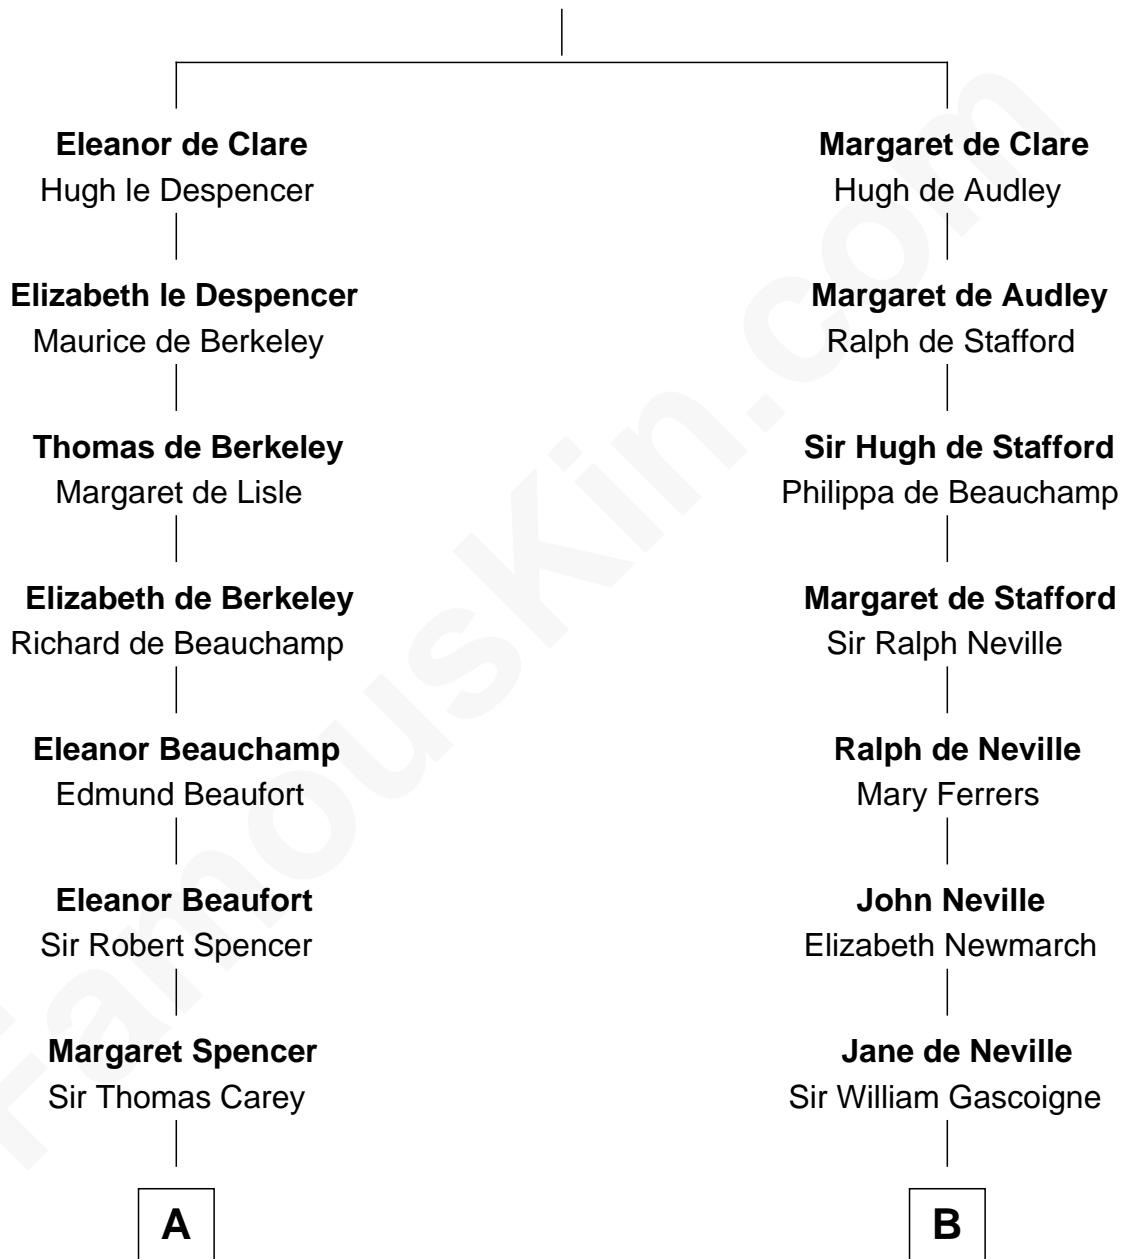 Eleanor de Clare
Hugh le Despencer
Elizabeth le Despencer
Maurice de Berkeley
Thomas de Berkeley
Margaret de Lisle
Elizabeth de Berkeley
Richard de Beauchamp
Eleanor Beauchamp
Edmund Beaufort
Eleanor Beaufort
Sir Robert Spencer
Margaret Spencer
Sir Thomas Carey
A
Margaret de Clare
Hugh de Audley
Margaret de Audley
Ralph de Stafford
Sir Hugh de Stafford
Philippa de Beauchamp
Margaret de Stafford
Sir Ralph Neville
Ralph de Neville
Mary Ferrers
John Neville
Elizabeth Newmarch
Jane de Neville
Sir William Gascoigne
B
FamousKin.com